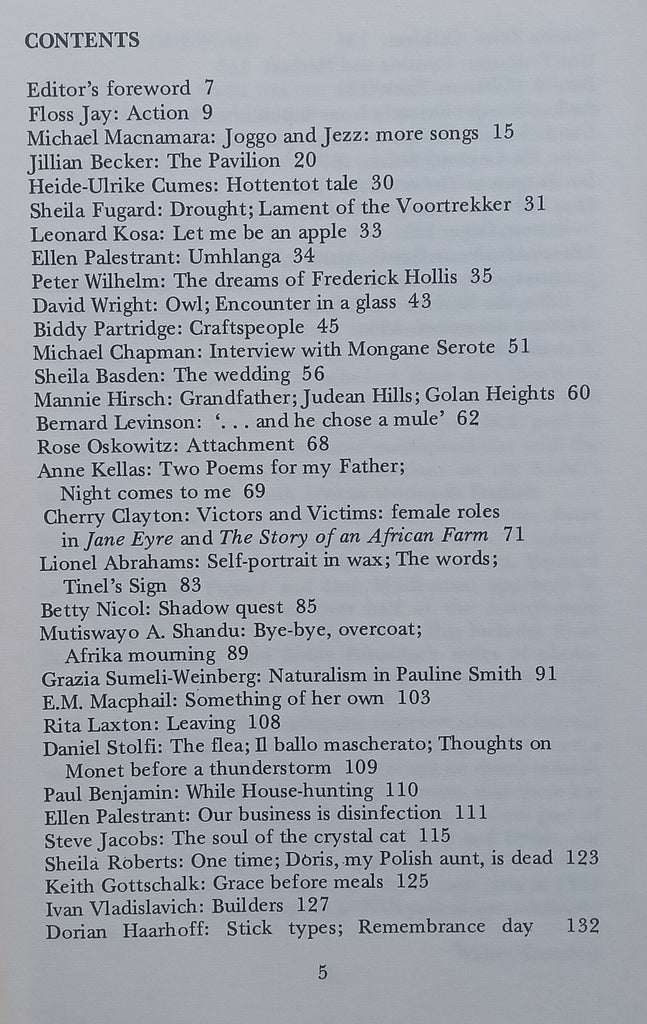 CONTENTS
Editor's foreword 7
Floss Jay: Action 9
Michael Macnamara: Joggo and Jezz: more songs 15
Jillian Becker: The Pavilion 20
Heide-Ulrike Cumes: Hottentot tale 30
Sheila Fugard: Drought; Lament of the Voortrekker 31
Leonard Kosa: Let me be an apple 33
Ellen Palestrant: Umhlanga 34
Peter Wilhelm: The dreams of Frederick Hollis 35
David Wright: Owl; Encounter in a glass 43
Biddy Partridge: Craftspeople 45
Michael Chapman: Interview with Mongane Serote 51
Sheila Basden: The wedding 56
Mannie Hirsch: Grandfather; Judean Hills; Golan Heights 60
Bernard Levinson: '. . . and he chose a mule' 62
Rose Oskowitz: Attachment 68
Anne Kellas: Two Poems for my Father;
Night comes to me 69
Cherry Clayton: Victors and Victims: female roles
in Jane Eyre and The Story of an African Farm 71
Lionel Abrahams: Self-portrait in wax; The words;
Tinel's Sign 83
Betty Nicol: Shadow quest 85
Mutiswayo A. Shandu: Bye-bye, overcoat;
Afrika mourning 89
Grazia Sumeli-Weinberg: Naturalism in Pauline Smith 91
E.M. Macphail: Something of her own 103
Rita Laxton: Leaving 108
Daniel Stolfi: The flea; Il ballo mascherato; Thoughts on
Monet before a thunderstorm 109
Paul Benjamin: While House-hunting 110
Ellen Palestrant: Our business is disinfection 111
Steve Jacobs: The soul of the crystal cat 115
Sheila Roberts: One time; Doris, my Polish aunt, is dead 123
Keith Gottschalk: Grace before meals 125
Ivan Vladislavich: Builders 127
Dorian Haarhoff: Stick types; Remembrance day 132
5